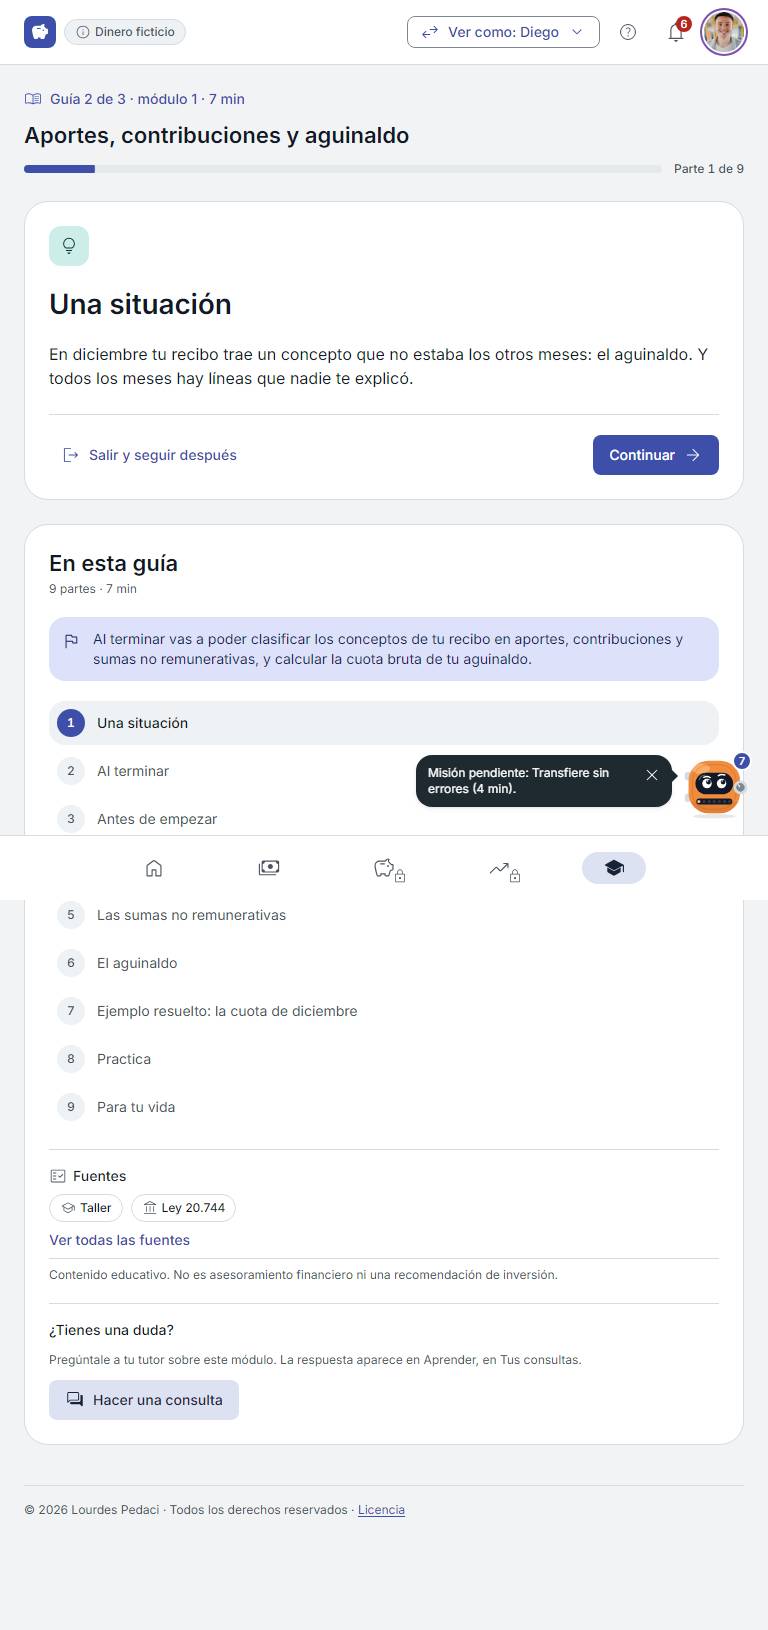 Dinero ficticio
Ver como: Diego
6
Guía 2 de 3 · módulo 1 · 7 min
Aportes, contribuciones y aguinaldo
Parte 1 de 9
Una situación
En diciembre tu recibo trae un concepto que no estaba los otros meses: el aguinaldo. Y
todos los meses hay líneas que nadie te explicó.
Salir y seguir después
Continuar
En esta guía
9 partes · 7 min
Al terminar vas a poder clasificar los conceptos de tu recibo en aportes, contribuciones y
sumas no remunerativas, y calcular la cuota bruta de tu aguinaldo.
1 Una situación
2 Al terminar
Misión pendiente: Transfiere sin
errores (4 min).
7
3 Antes de empezar
5 Las sumas no remunerativas
6 El aguinaldo
7 Ejemplo resuelto: la cuota de diciembre
8 Practica
9 Para tu vida
Fuentes
Taller
Ley 20.744
Ver todas las fuentes
Contenido educativo. No es asesoramiento financiero ni una recomendación de inversión.
¿Tienes una duda?
Pregúntale a tu tutor sobre este módulo. La respuesta aparece en Aprender, en Tus consultas.
Hacer una consulta
© 2026 Lourdes Pedaci · Todos los derechos reservados · Licencia